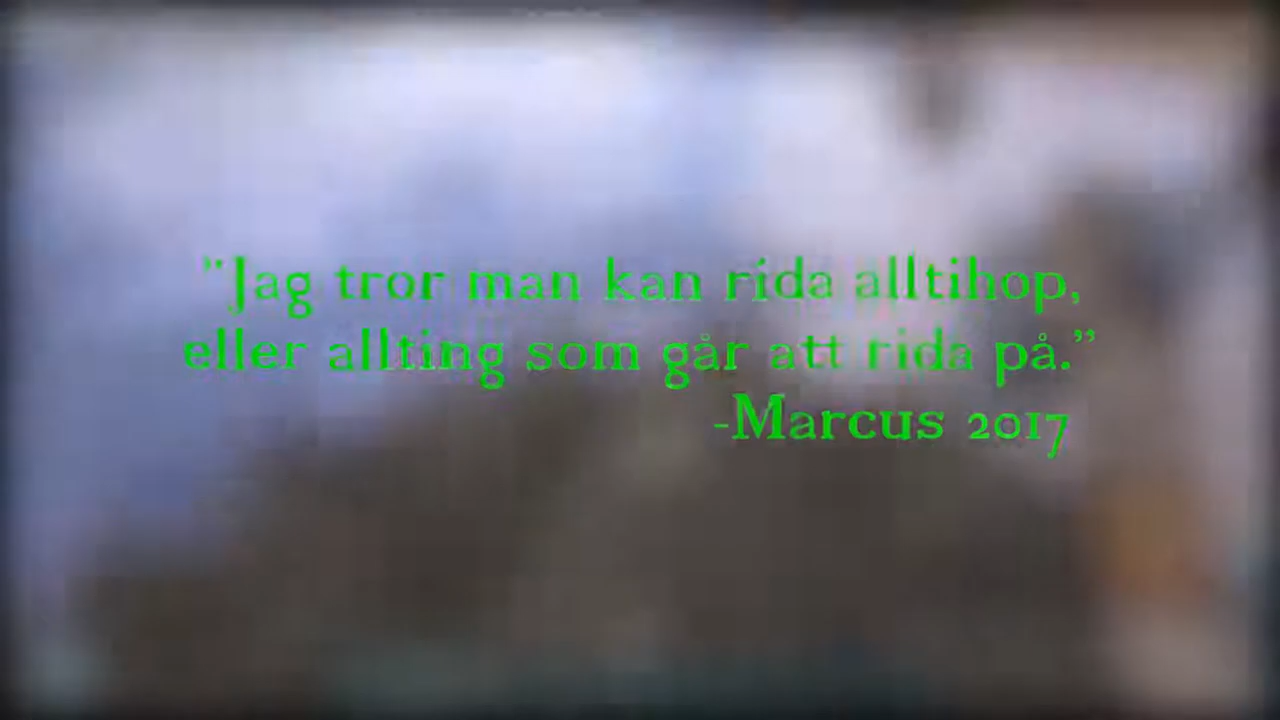 "Jag tror man kan rida alltihop,
eller allting som går att rida på.”
-Marcus 2017